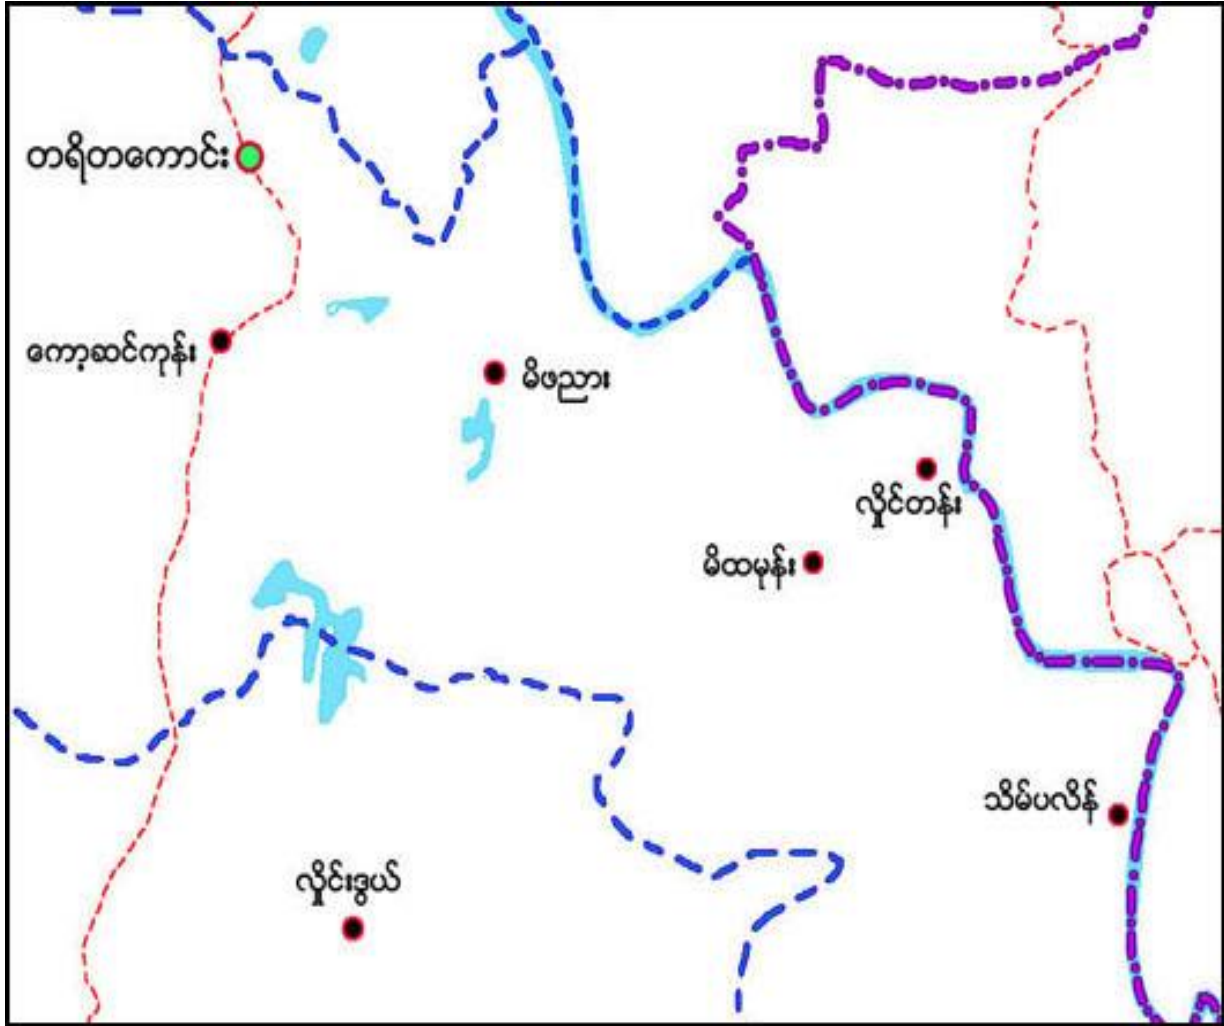 တရိတကောင်း
ကော့ဆင်ကုန်း
မိဖညား
လှိုင်တန်း
မိထမုန်း
သိမ်ပလိန်
လှိုင်းဒွယ်